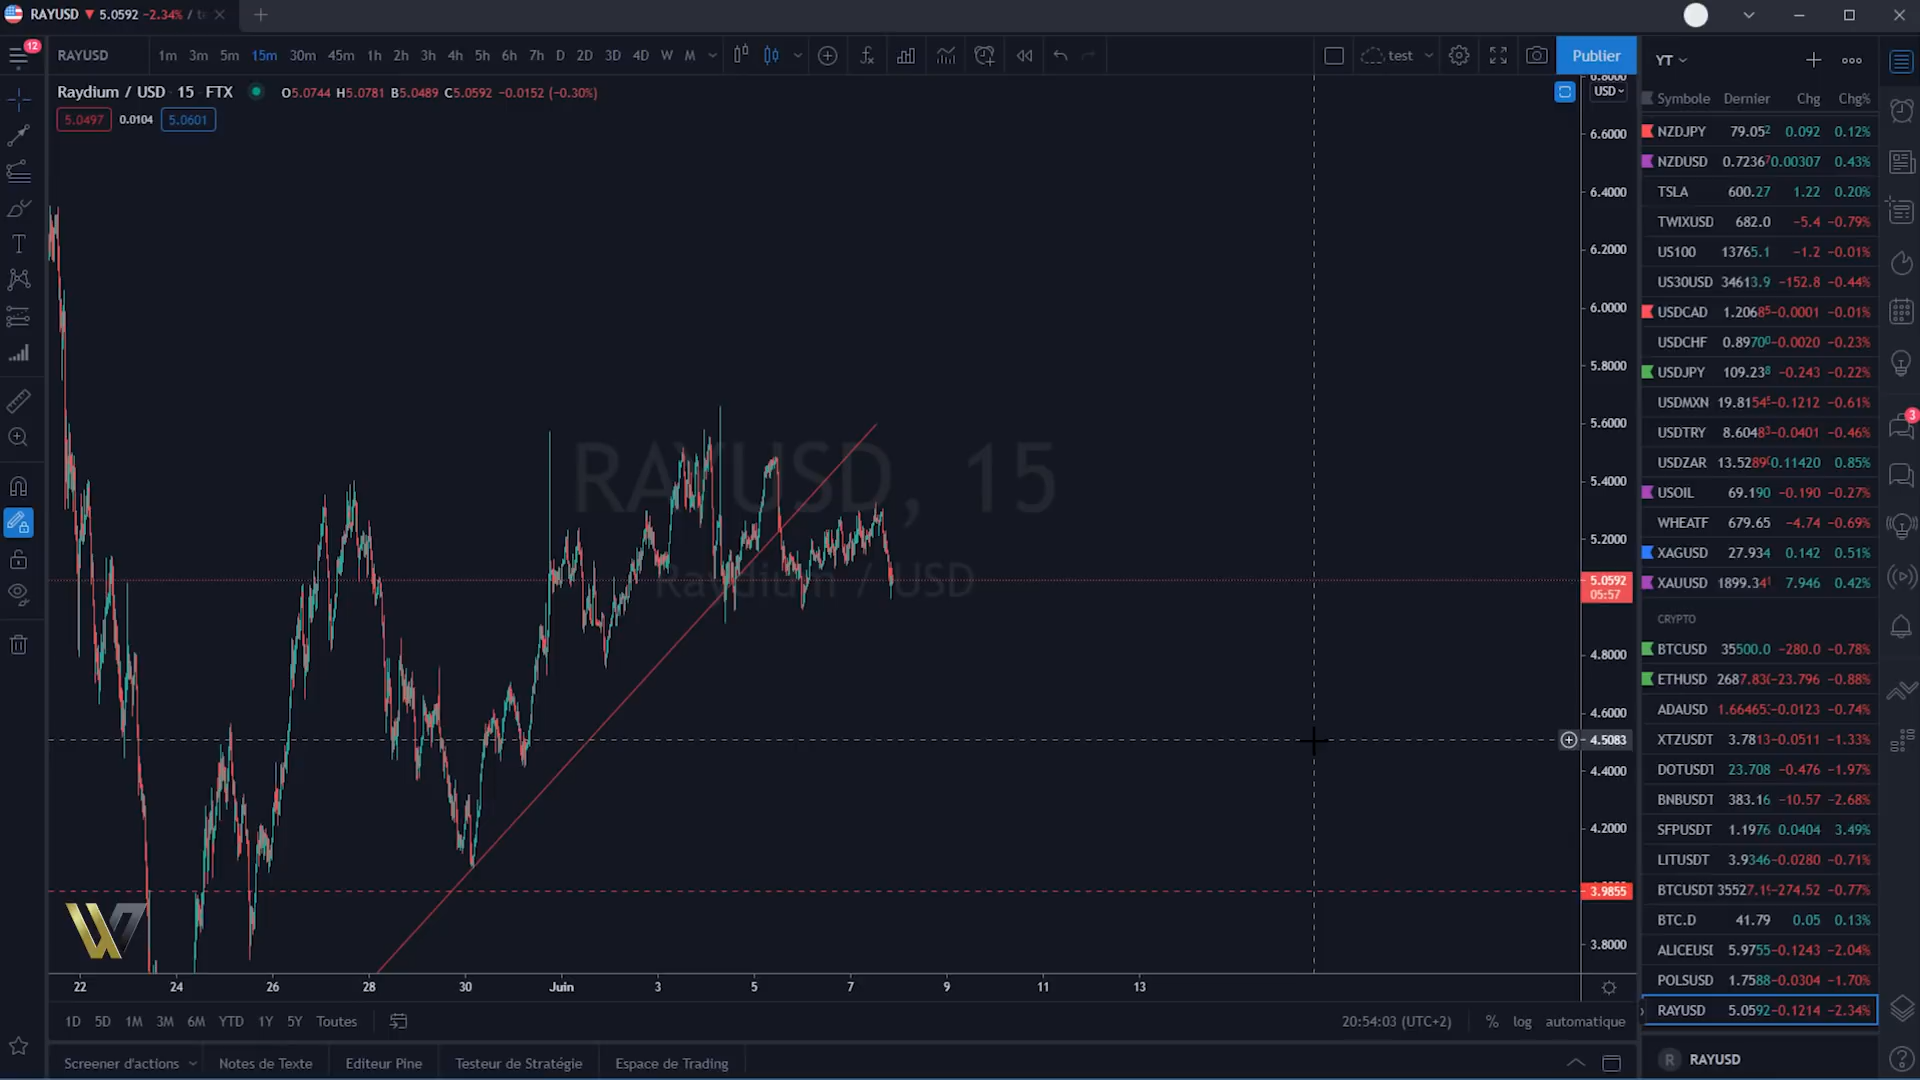 RAYUSD ▼ 5.0592 −2.34% /
12
RAYUSD 1m 3m 5m 15m 30m 45m 1h 2h 3h 4h 5h 6h 7h D 2D 3D 4D W M
test
Publier
YT
Raydium / USD 15 FTX O5.0744 H5.0781 B5.0489 C5.0592 −0.0152 (−0.30%)
5.0497 0.0104 5.0601
RAYUSD, 15
Raydium / USD
USD
6.8000
6.6000
6.4000
6.2000
6.0000
5.8000
5.6000
5.4000
5.2000
5.0592
05:57
4.8000
4.6000
4.5083
4.4000
4.2000
3.9855
3.8000
22 24 26 28 30 Juin 3 5 7 9 11 13
1D 5D 1M 3M 6M YTD 1Y 5Y Toutes
20:54:03 (UTC+2) % log automatique
Screener d'actions Notes de Texte Editeur Pine Testeur de Stratégie Espace de Trading
Symbole Dernier Chg Chg%
NZDJPY 79.052 0.092 0.12%
NZDUSD 0.72367 0.00307 0.43%
TSLA 600.27 1.22 0.20%
TWIXUSD 682.0 −5.4 −0.79%
US100 13765.1 −1.2 −0.01%
US30USD 34613.9 −152.8 −0.44%
USDCAD 1.20685 −0.0001 −0.01%
USDCHF 0.89700 −0.0020 −0.23%
USDJPY 109.238 −0.243 −0.22%
USDMXN 19.8154 −0.1212 −0.61%
USDTRY 8.60483 −0.0401 −0.46%
USDZAR 13.5289 0.11420 0.85%
USOIL 69.190 −0.190 −0.27%
WHEATF 679.65 −4.74 −0.69%
XAGUSD 27.934 0.142 0.51%
XAUUSD 1899.34 7.946 0.42%
CRYPTO
BTCUSD 35500.0 −280.0 −0.78%
ETHUSD 2687.83 −23.796 −0.88%
ADAUSD 1.66465 −0.0123 −0.74%
XTZUSDT 3.7813 −0.0511 −1.33%
DOTUSDT 23.708 −0.476 −1.97%
BNBUSDT 383.16 −10.57 −2.68%
SFPUSDT 1.1976 0.0404 3.49%
LITUSDT 3.9346 −0.0280 −0.71%
BTCUSDT 35527.19 −274.52 −0.77%
BTC.D 41.79 0.05 0.13%
ALICEUSD 5.9755 −0.1243 −2.04%
POLSUSD 1.7588 −0.0304 −1.70%
RAYUSD 5.0592 −0.1214 −2.34%
R RAYUSD
3